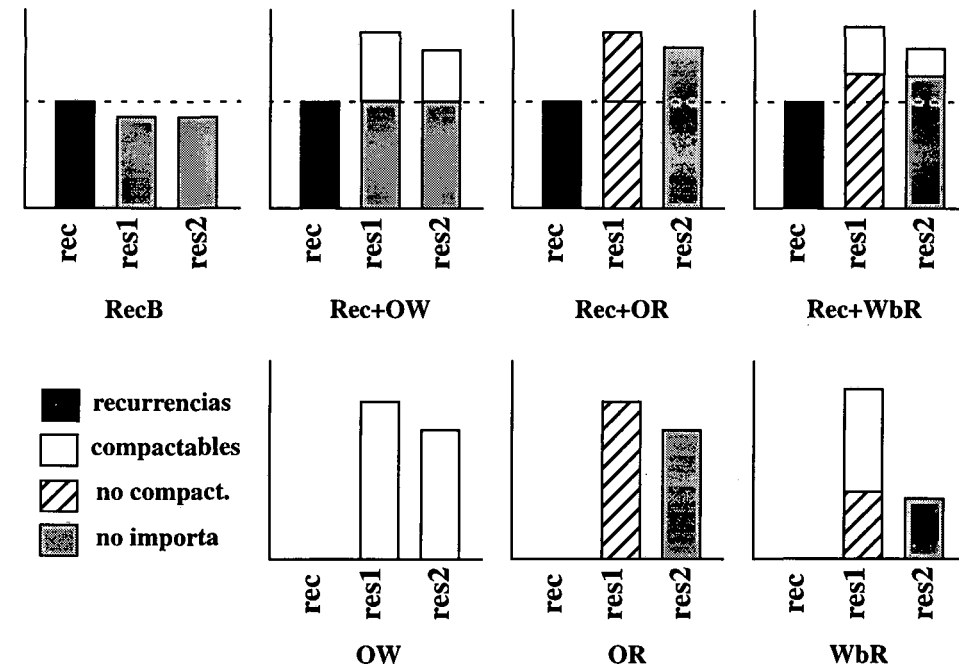 rec res1 res2
rec res1 res2
rec res1 res2
rec res1 res2
RecB
Rec+OW
Rec+OR
Rec+WbR
recurrencias
compactables
no compact.
no importa
rec res1 res2
rec res1 res2
rec res1 res2
OW
OR
WbR